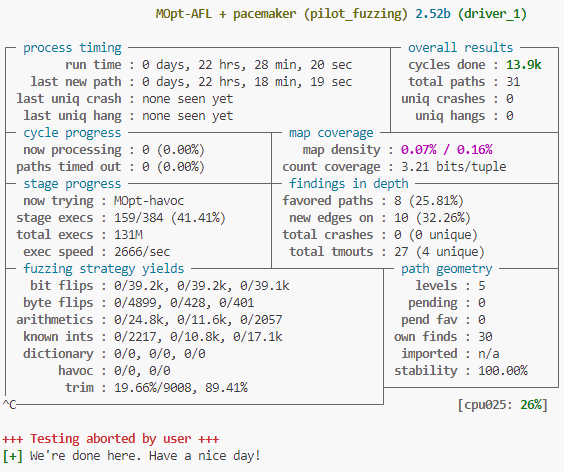 MOpt-AFL + pacemaker (pilot_fuzzing) 2.52b (driver_1)
process timing overall results
run time : 0 days, 22 hrs, 28 min, 20 sec cycles done : 13.9k
last new path : 0 days, 22 hrs, 18 min, 19 sec total paths : 31
last uniq crash : none seen yet uniq crashes : 0
last uniq hang : none seen yet uniq hangs : 0
cycle progress map coverage
now processing : 0 (0.00%) map density : 0.07% / 0.16%
paths timed out : 0 (0.00%) count coverage : 3.21 bits/tuple
stage progress findings in depth
now trying : MOpt-havoc favored paths : 8 (25.81%)
stage execs : 159/384 (41.41%) new edges on : 10 (32.26%)
total execs : 131M total crashes : 0 (0 unique)
exec speed : 2666/sec total tmouts : 27 (4 unique)
fuzzing strategy yields path geometry
bit flips : 0/39.2k, 0/39.2k, 0/39.1k levels : 5
byte flips : 0/4899, 0/428, 0/401 pending : 0
arithmetics : 0/24.8k, 0/11.6k, 0/2057 pend fav : 0
known ints : 0/2217, 0/10.8k, 0/17.1k own finds : 30
dictionary : 0/0, 0/0, 0/0 imported : n/a
havoc : 0/0, 0/0 stability : 100.00%
trim : 19.66%/9008, 89.41%
^C [cpu025: 26%]
+++ Testing aborted by user +++
[+] We're done here. Have a nice day!